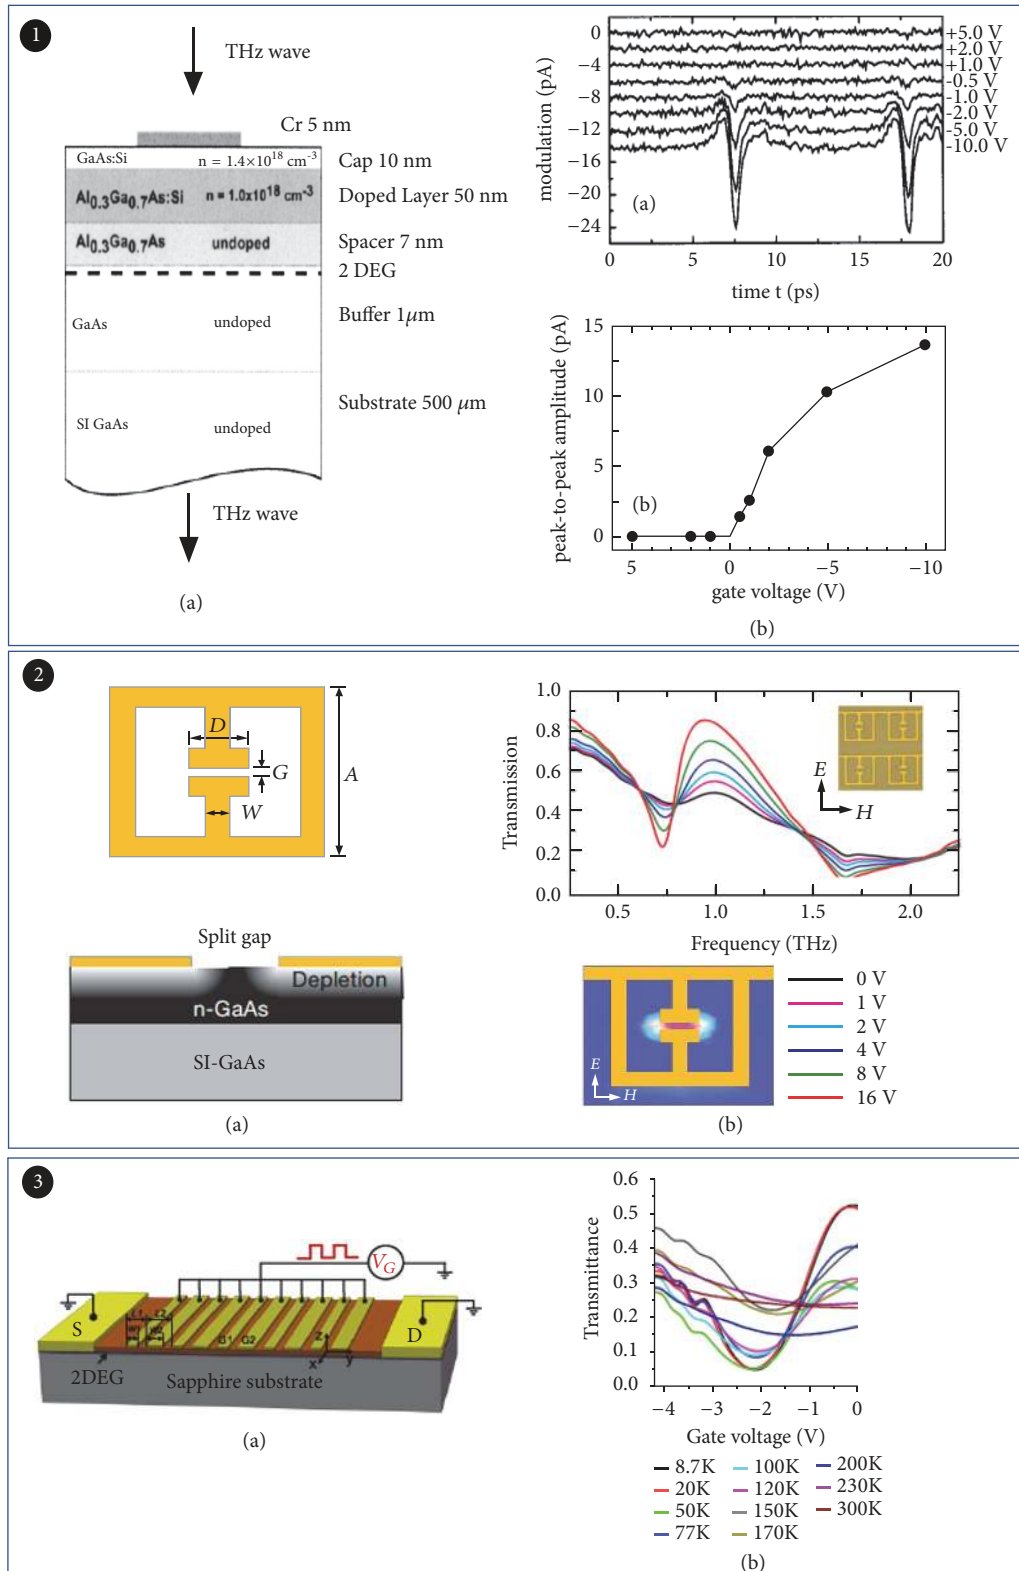 1
THz wave
Cr 5 nm
GaAs:Si n = 1.4×10¹⁸ cm⁻³ Cap 10 nm
Al₀.₃Ga₀.₇As:Si n = 1.0x10¹⁸ cm⁻³ Doped Layer 50 nm
Al₀.₃Ga₀.₇As undoped Spacer 7 nm
2 DEG
GaAs undoped Buffer 1μm
SI GaAs undoped Substrate 500 μm
THz wave
(a)
modulation (pA)
0
−4
−8
−12
−16
−20
−24
+5.0 V
+2.0 V
+1.0 V
-0.5 V
-1.0 V
-2.0 V
-5.0 V
-10.0 V
(a)
0 5 10 15 20
time t (ps)
peak-to-peak amplitude (pA)
15
10
5
0
(b)
5 0 −5 −10
gate voltage (V)
(b)
2
D
G
A
W
Split gap
Depletion
n-GaAs
SI-GaAs
(a)
Transmission
1.0
0.8
0.6
0.4
0.2
0.0
E
H
0.5 1.0 1.5 2.0
Frequency (THz)
E
H
0 V
1 V
2 V
4 V
8 V
16 V
(b)
3
V_G
S
L1 L2
G1 G2
z
x y
D
2DEG
Sapphire substrate
(a)
Transmittance
0.6
0.5
0.4
0.3
0.2
0.1
0.0
−4 −3 −2 −1 0
Gate voltage (V)
8.7K 100K 200K
20K 120K 230K
50K 150K 300K
77K 170K
(b)